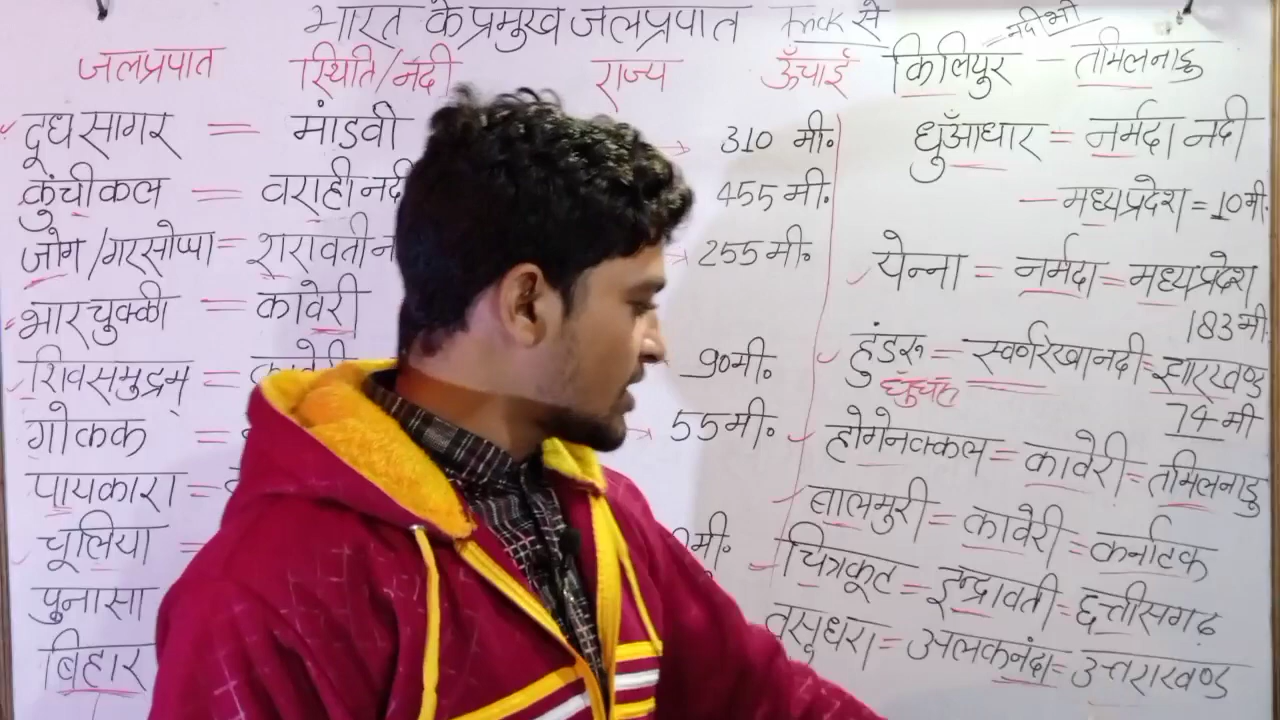 भारत के प्रमुख जलप्रपात Trick से
जलप्रपात स्थिति/नदी राज्य ऊँचाई
दूधसागर = मांडवी 310 मी.
कुंचीकल = वराही नदी 455 मी.
जोग/गरसोप्पा = शरावती न 255 मी.
भारचुक्की = कावेरी
शिवसमुद्रम् = कावेरी 90 मी.
गोकक = 55 मी.
पायकारा =
चूलिया = मी.
पुनासा
बिहार
नदी भी
किलियुर - तमिलनाडु
धुँआधार = नर्मदा नदी
- मध्यप्रदेश = 10 मी.
येन्ना = नर्मदा = मध्यप्रदेश
183 मी.
हुंडरू = स्वर्णरेखा नदी = झारखण्ड
74 मी
होगेनक्कल = कावेरी = तमिलनाडु
बालमुरी = कावेरी = कर्नाटक
चित्रकूट = इन्द्रावती = छत्तीसगढ़
वसुधरा = अलकनंदा = उत्तराखण्ड